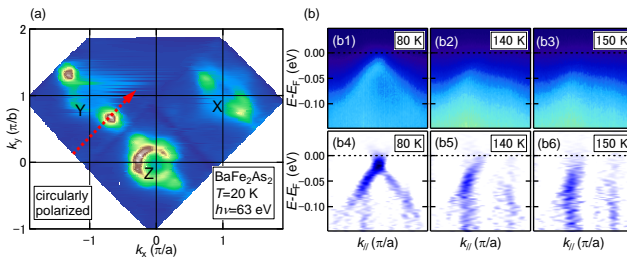 (a)
k_y (π/b)
2
1
0
-1
Y
X
Z
circularly
polarized
BaFe₂As₂
T=20 K
hν=63 eV
-1
0
1
k_x (π/a)
(b)
(b1)
80 K
(b2)
140 K
(b3)
150 K
E-E_F (eV)
0.00
-0.05
-0.10
(b4)
80 K
(b5)
140 K
(b6)
150 K
E-E_F (eV)
0.00
-0.05
-0.10
k_// (π/a)
k_// (π/a)
k_// (π/a)